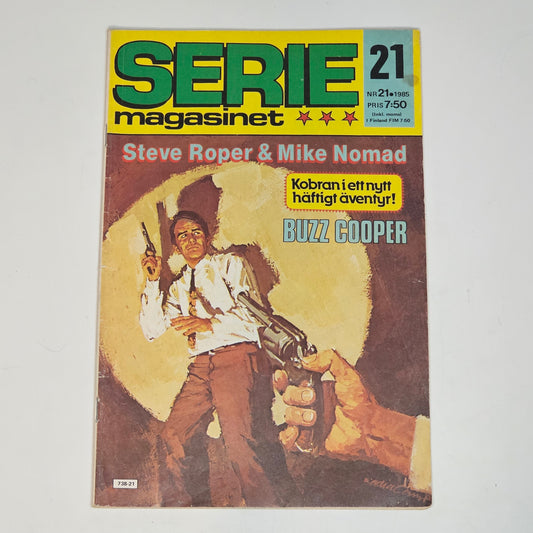 SERIE
magasinet
21
NR 21•1985
PRIS 7:50
(Inkl. moms)
I Finland FIM 7.50
Steve Roper & Mike Nomad
Kobran i ett nytt
häftigt äventyr!
BUZZ COOPER
738-21